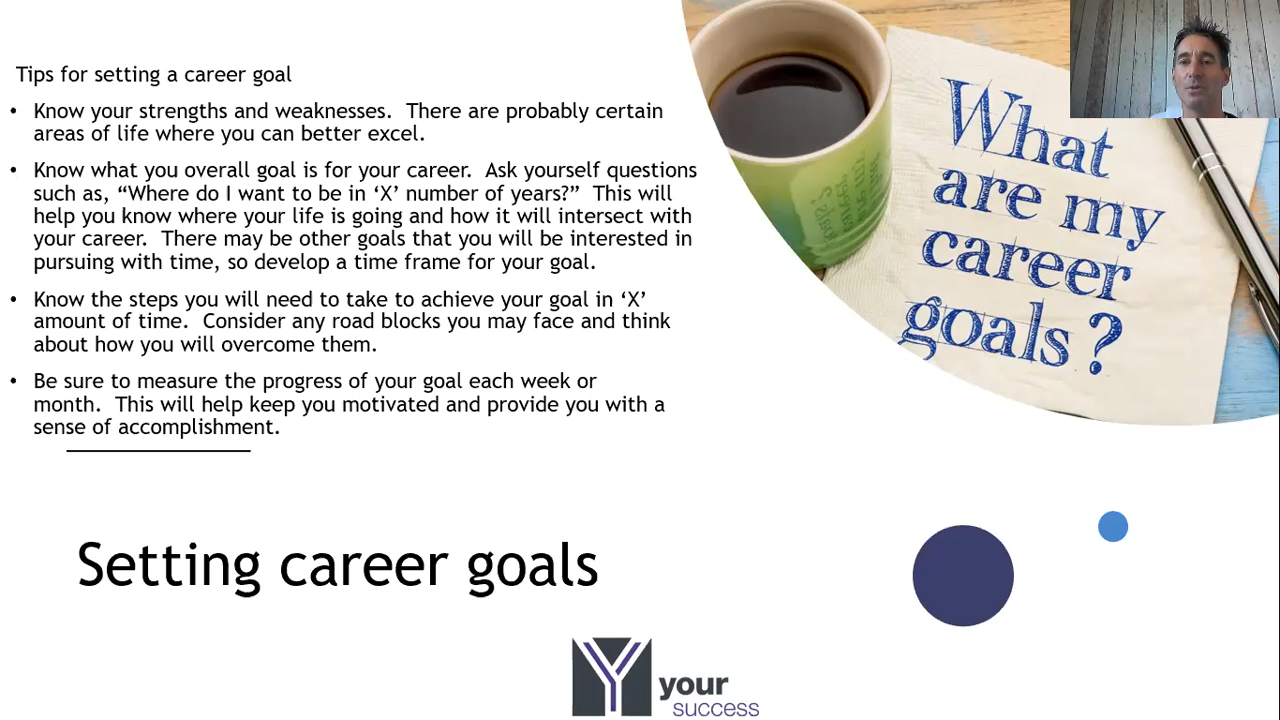 Tips for setting a career goal
• Know your strengths and weaknesses.  There are probably certain
areas of life where you can better excel.
• Know what you overall goal is for your career.  Ask yourself questions
such as, “Where do I want to be in ‘X’ number of years?”  This will
help you know where your life is going and how it will intersect with
your career.  There may be other goals that you will be interested in
pursuing with time, so develop a time frame for your goal.
• Know the steps you will need to take to achieve your goal in ‘X’
amount of time.  Consider any road blocks you may face and think
about how you will overcome them.
• Be sure to measure the progress of your goal each week or
month.  This will help keep you motivated and provide you with a
sense of accomplishment.
What
are my
career
goals?
Setting career goals
your
success